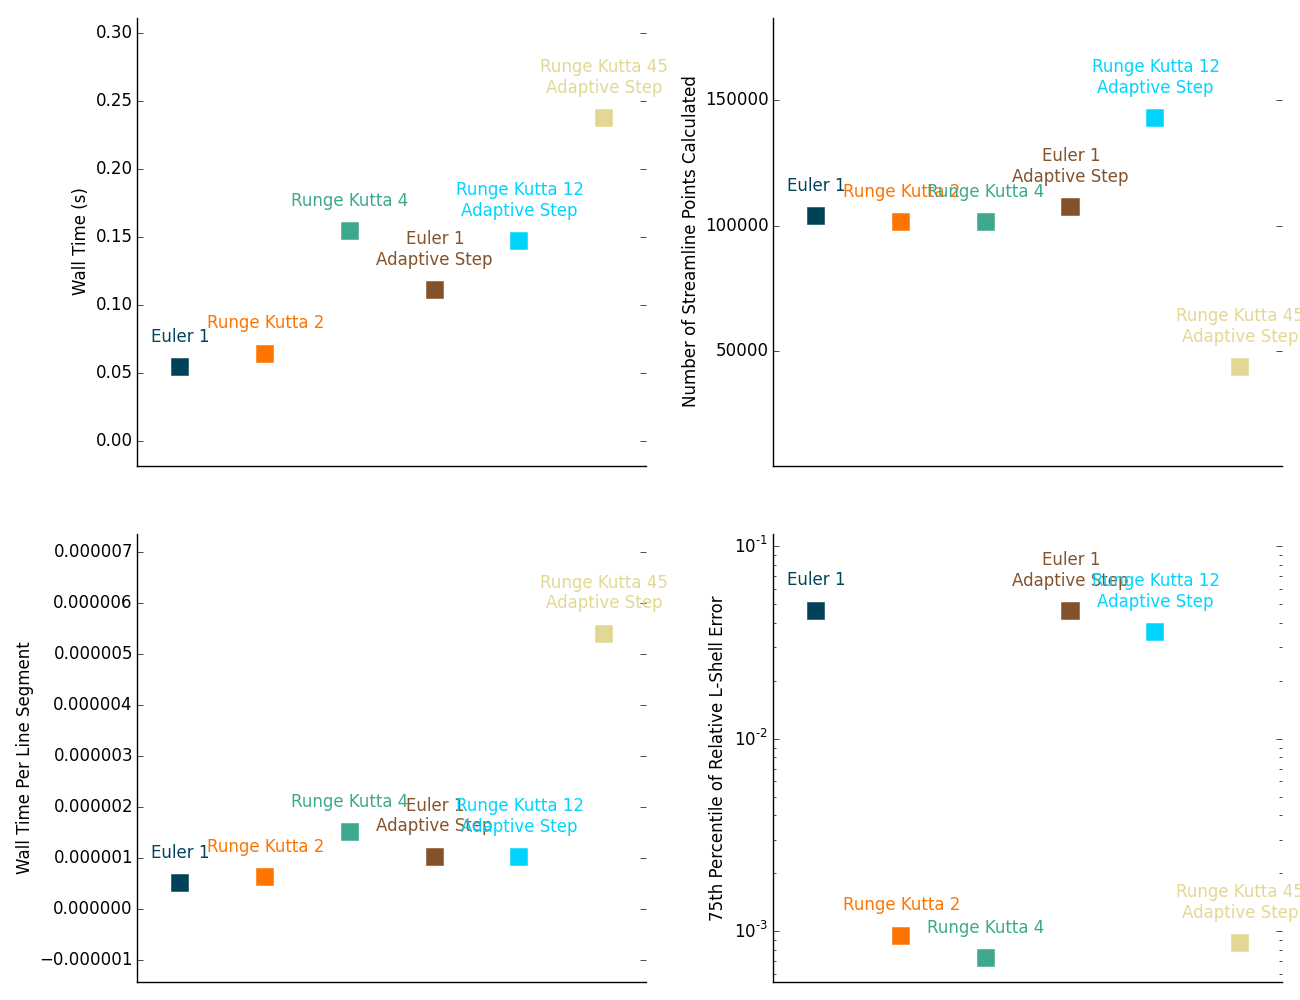 0.30
0.25
0.20
0.15
0.10
0.05
0.00
Wall Time (s)
Euler 1
Runge Kutta 2
Runge Kutta 4
Euler 1
Adaptive Step
Runge Kutta 12
Adaptive Step
Runge Kutta 45
Adaptive Step
150000
100000
50000
Number of Streamline Points Calculated
Euler 1
Runge Kutta 2
Runge Kutta 4
Euler 1
Adaptive Step
Runge Kutta 12
Adaptive Step
Runge Kutta 45
Adaptive Step
0.000007
0.000006
0.000005
0.000004
0.000003
0.000002
0.000001
0.000000
−0.000001
Wall Time Per Line Segment
Euler 1
Runge Kutta 2
Runge Kutta 4
Euler 1
Adaptive Step
Runge Kutta 12
Adaptive Step
Runge Kutta 45
Adaptive Step
10⁻¹
10⁻²
10⁻³
75th Percentile of Relative L-Shell Error
Euler 1
Runge Kutta 2
Runge Kutta 4
Euler 1
Adaptive Step
Runge Kutta 12
Adaptive Step
Runge Kutta 45
Adaptive Step